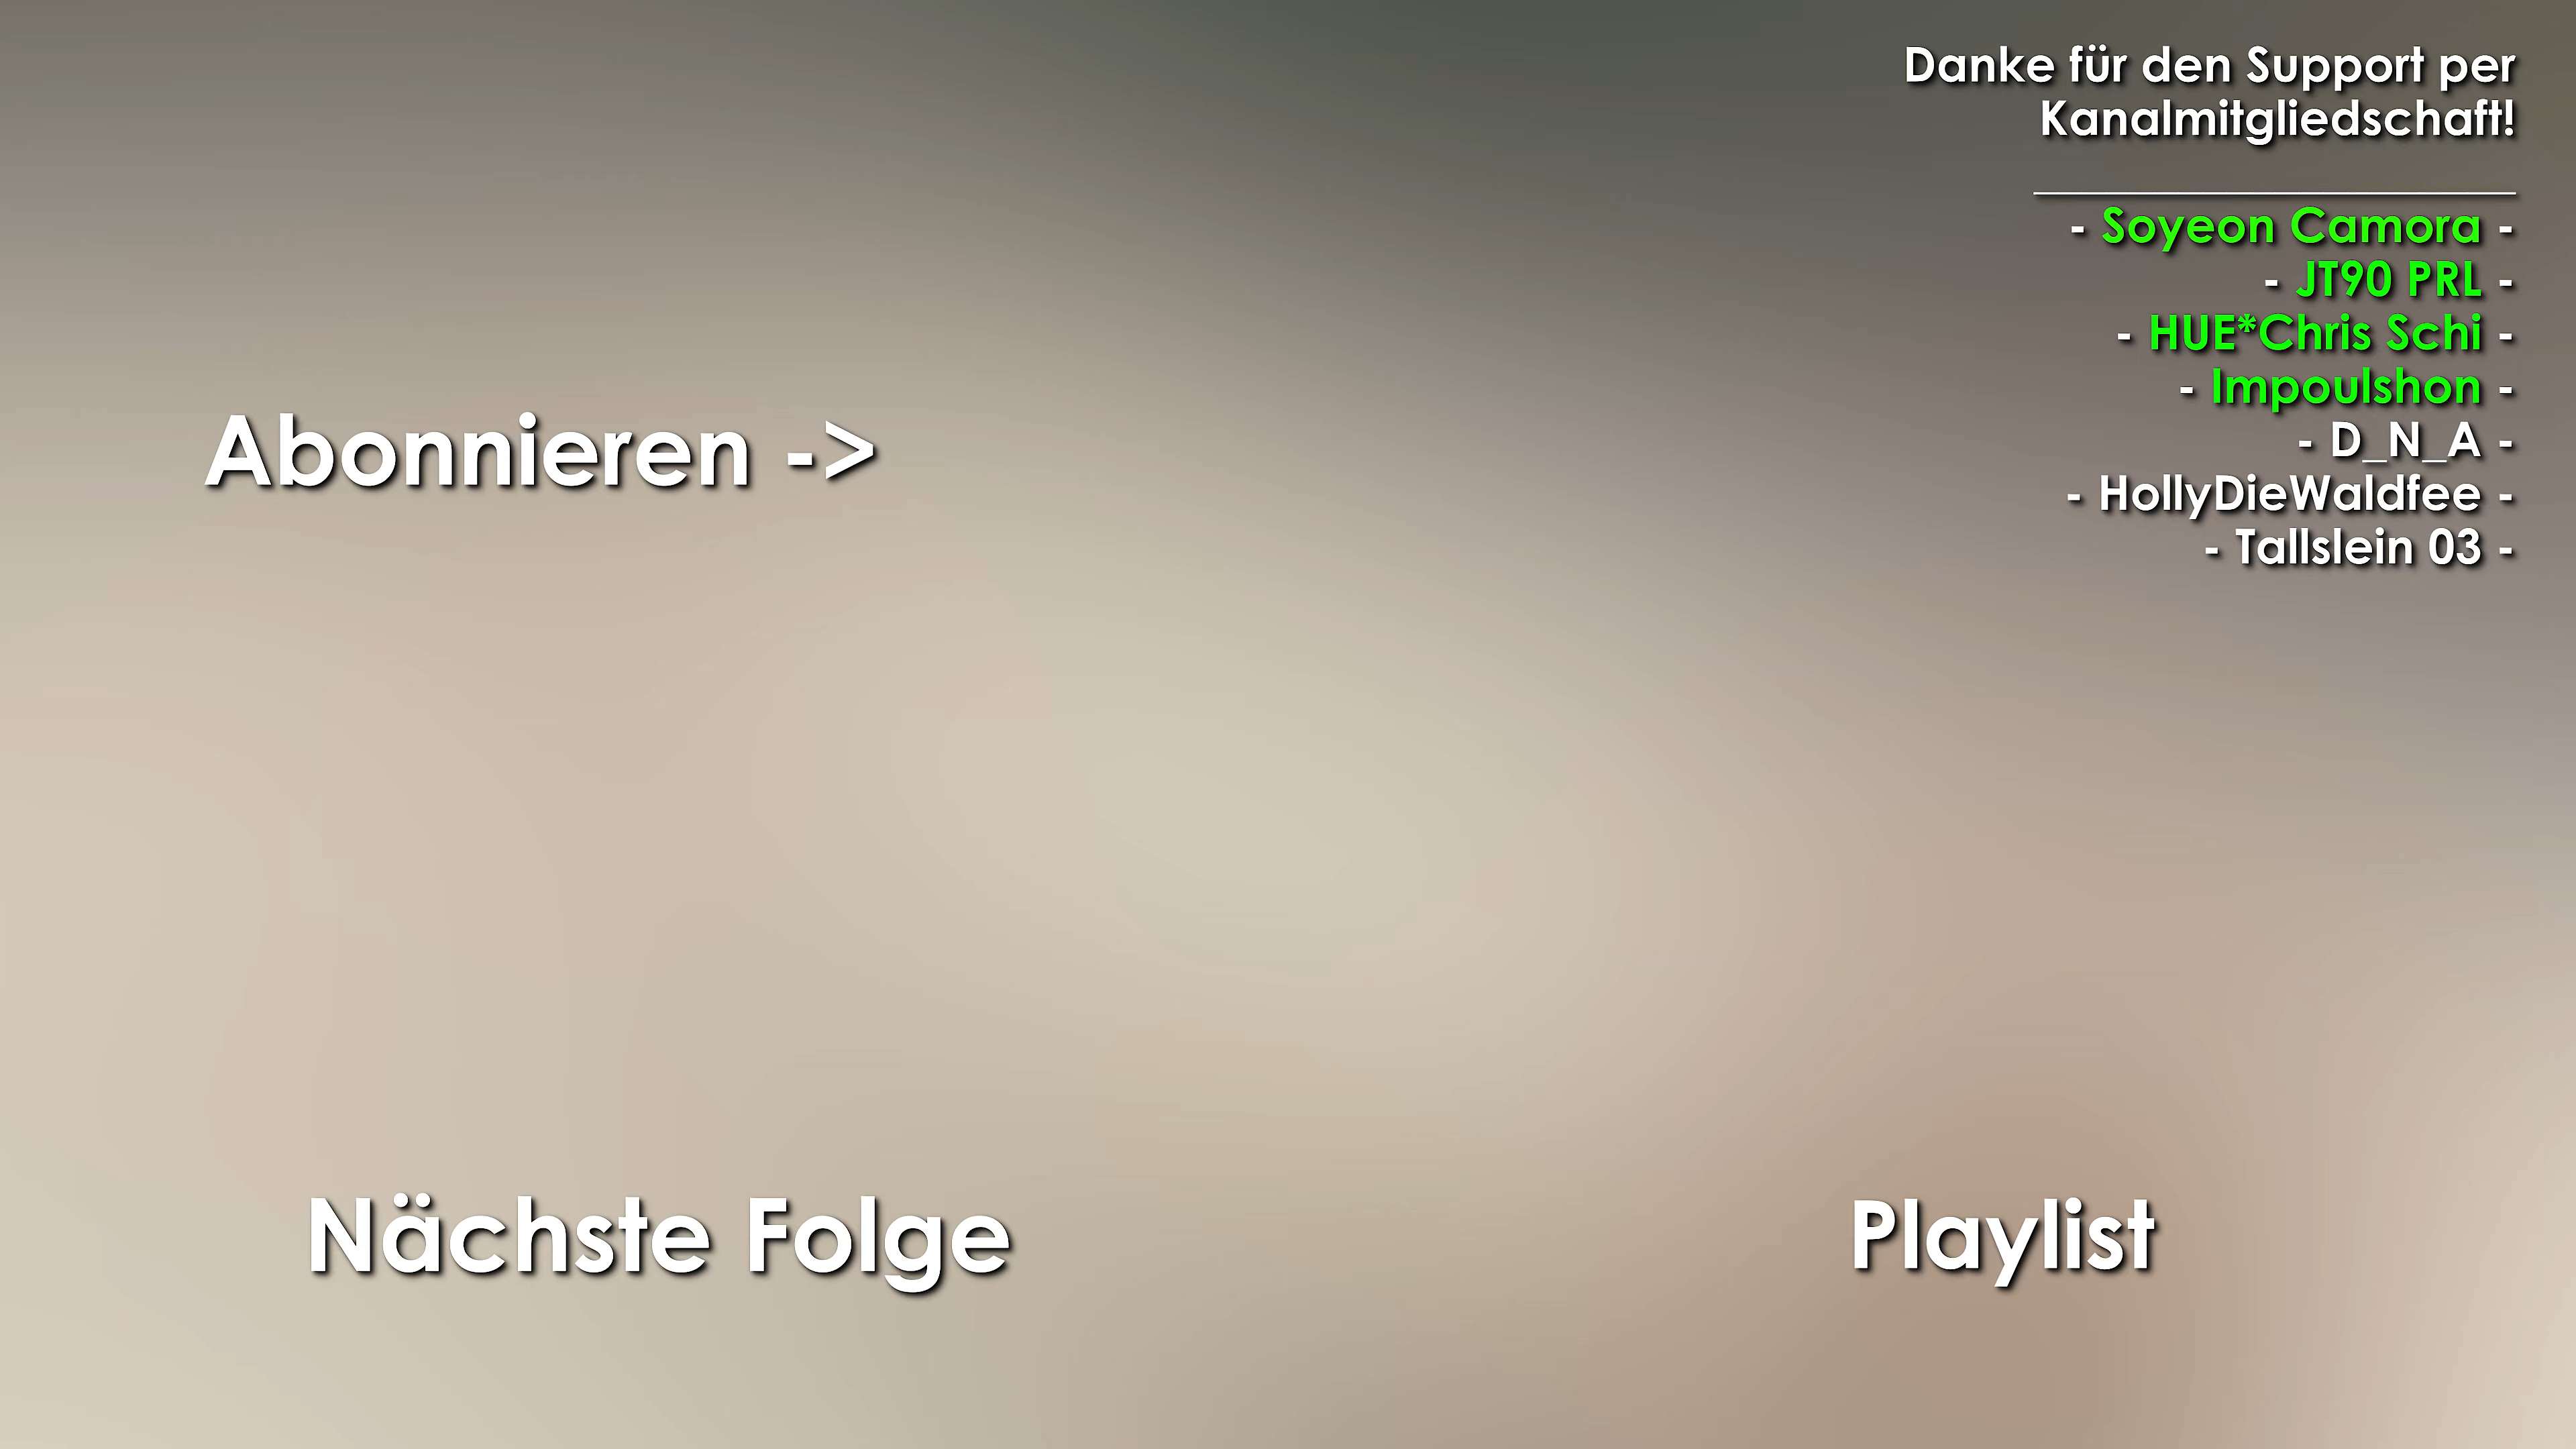 Danke für den Support per
Kanalmitgliedschaft!
- Soyeon Camora -
- JT90 PRL -
- HUE*Chris Schi -
- Impoulshon -
- D_N_A -
- HollyDieWaldfee -
- Tallslein 03 -
Abonnieren ->
Nächste Folge
Playlist